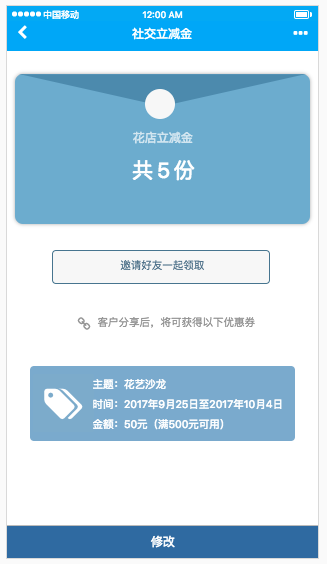 中国移动 12:00 AM
社交立减金
花店立减金
共5份
邀请好友一起领取
客户分享后，将可获得以下优惠券
主题：花艺沙龙
时间：2017年9月25日至2017年10月4日
金额：50元（满500元可用）
修改